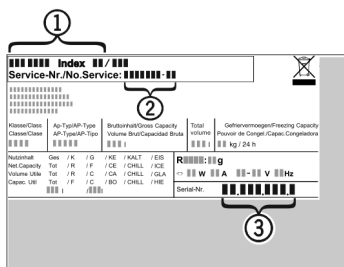 1
Index /
Service-Nr./No.Service: -
2
Klasse/Class Ap-Typ/AP-Type Bruttoinhalt/Gross Capacity Total Gefriervermoegen/Freezing Capacity
Classe/Clase AP-Type/AP-Tipo Volume Brut/Capacidad Bruta volume Pouvoir de Congel./Capac.Congeladora
l l kg / 24 h
Nutzinhalt Ges / K / G / KE / KALT / EIS
Net.Capacity Tot / R / F / CE / CHILL / ICE
Volume Utile Tot / R / C / CA / CHILL / GLA
Capac. Util Tot / F / C / BO / CHILL / HIE
l / l
R : g
W A - V Hz
Serial-Nr. . . .
3